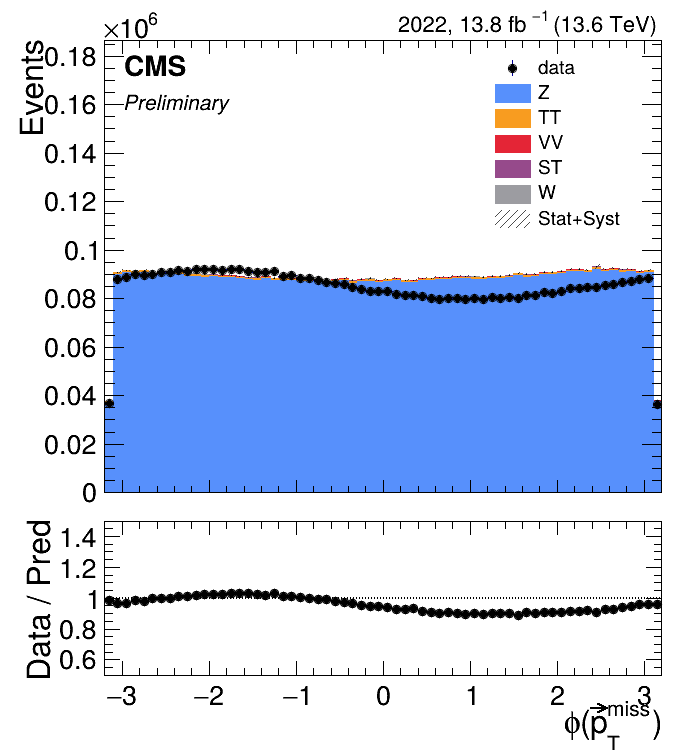 ×10⁶
2022, 13.8 fb⁻¹ (13.6 TeV)
CMS
Preliminary
Events
data
Z
TT
VV
ST
W
Stat+Syst
0.18
0.16
0.14
0.12
0.1
0.08
0.06
0.04
0.02
0
Data / Pred
1.4
1.2
1
0.8
0.6
−3 −2 −1 0 1 2 3
ϕ(p⃗_T^miss)